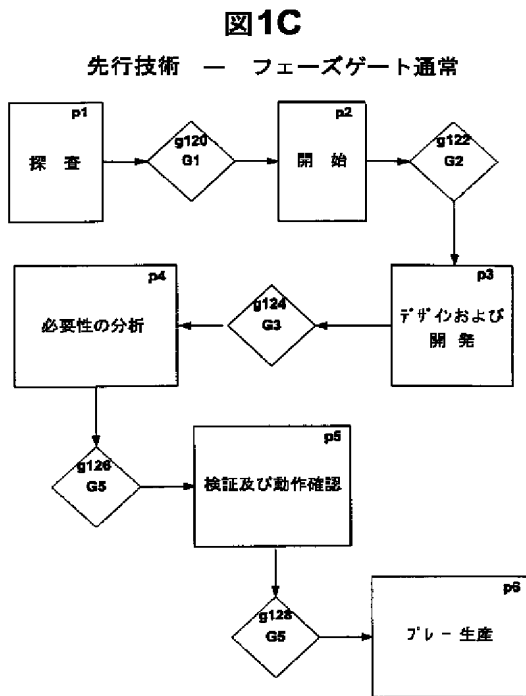 図1C
先行技術 — フェーズゲート通常
p1
探 査
g120
G1
p2
開 始
g122
G2
p3
デザインおよび
開 発
g124
G3
p4
必要性の分析
g126
G5
p5
検証及び動作確認
g128
G5
p6
プレー生産